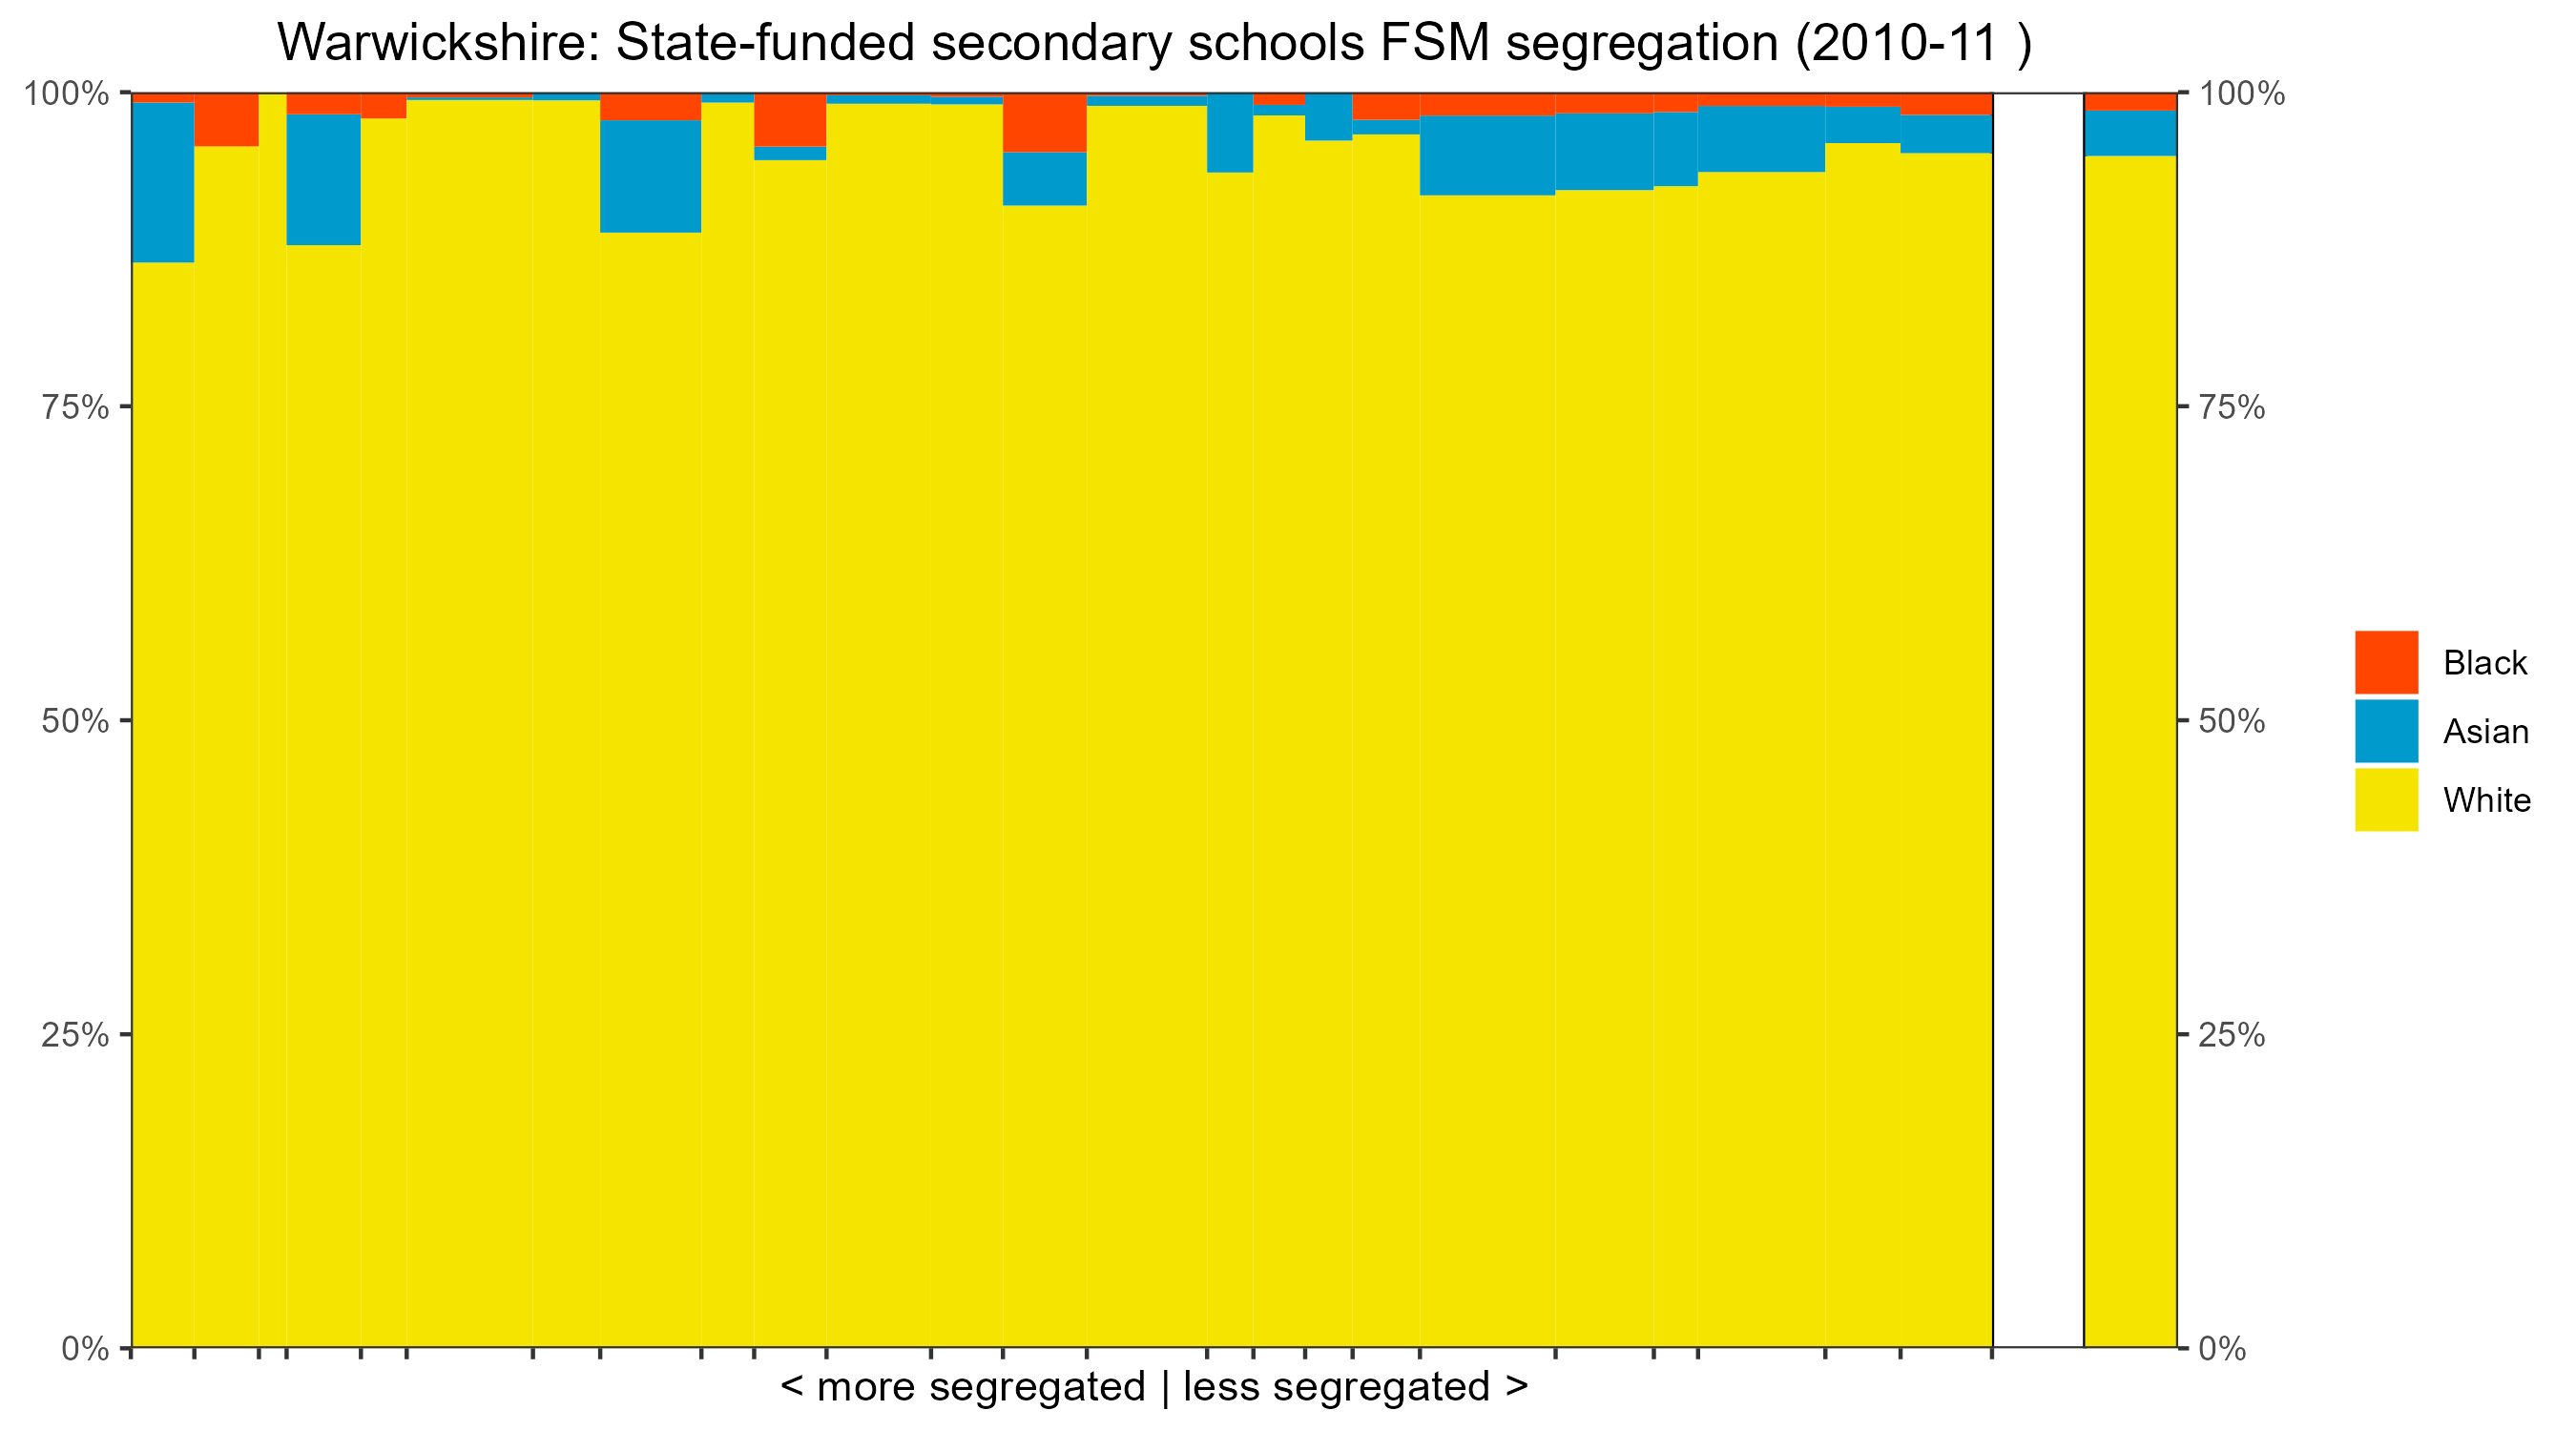 Warwickshire: State-funded secondary schools FSM segregation (2010-11 )
100%
75%
50%
25%
0%
100%
75%
50%
25%
0%
Black
Asian
White
< more segregated | less segregated >